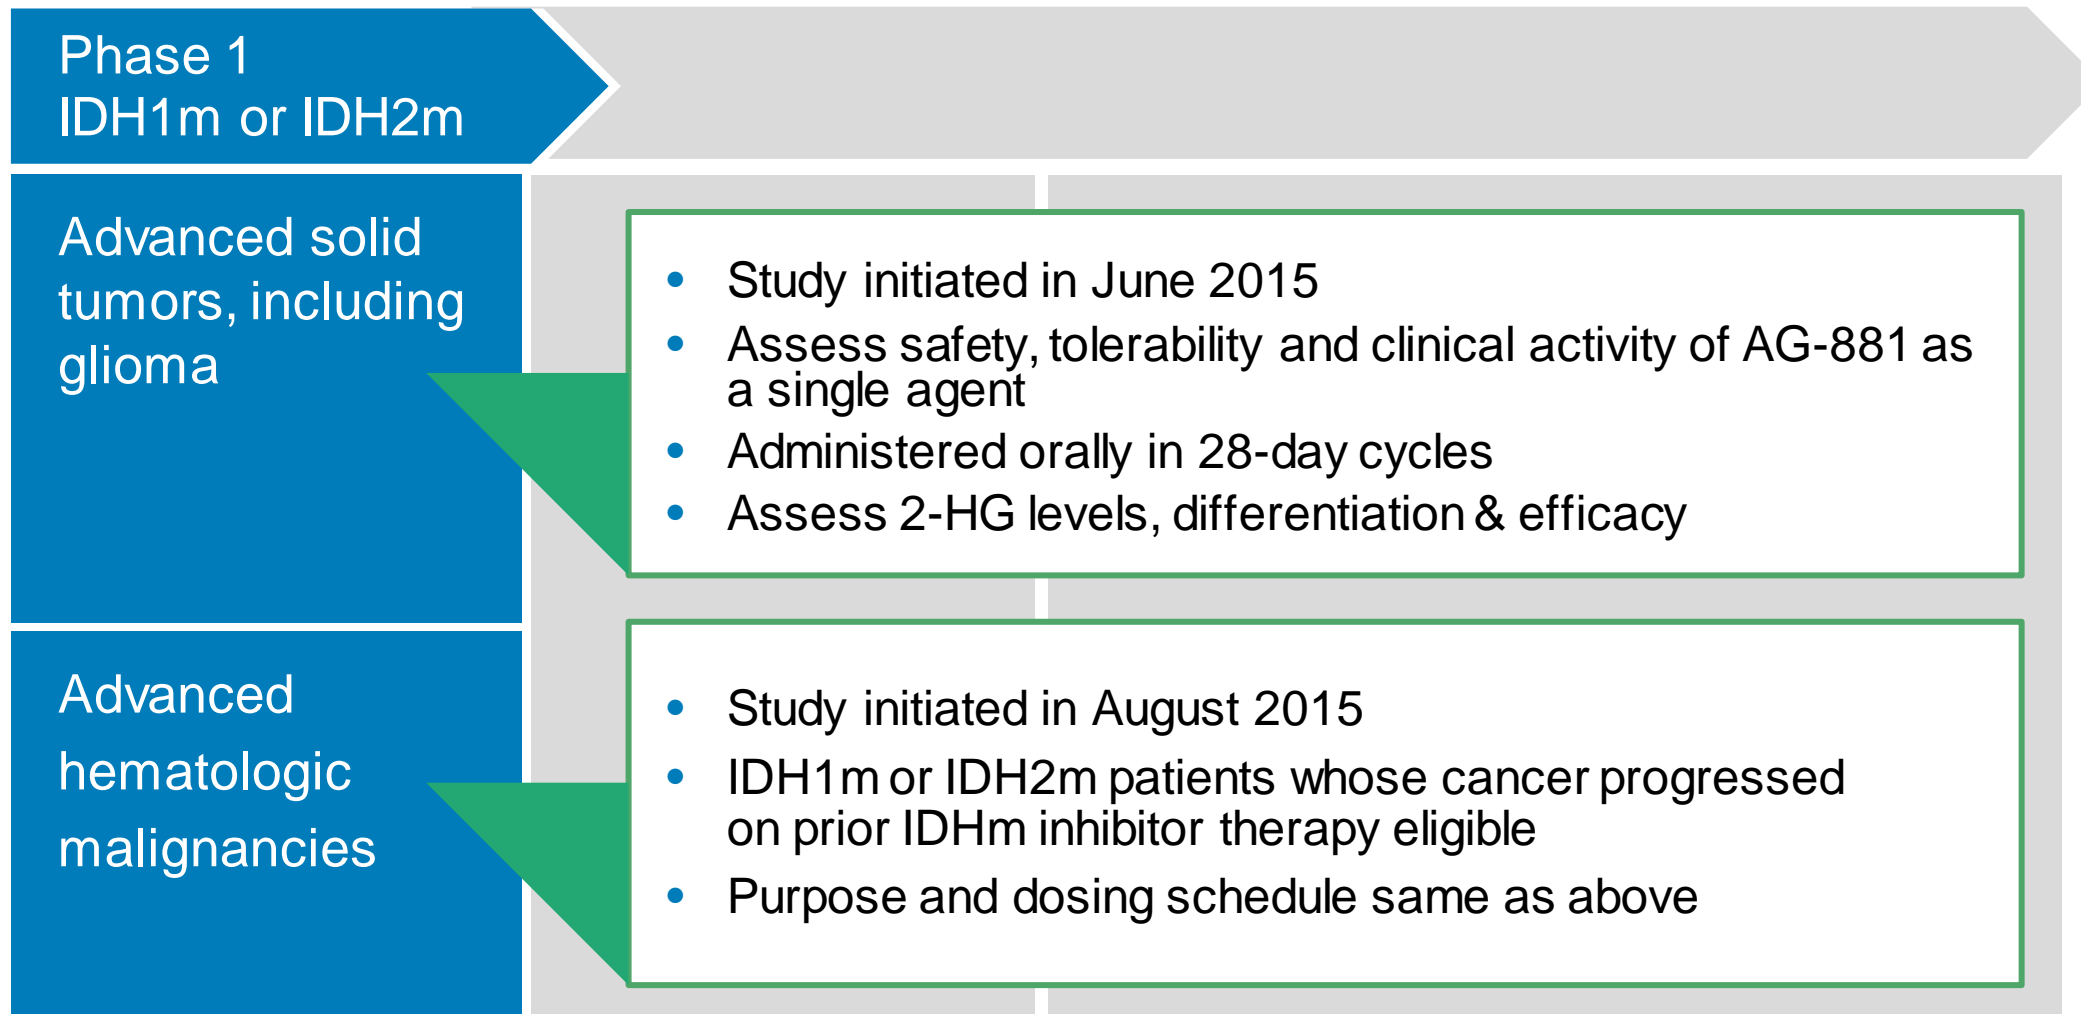 Phase 1
IDH1m or IDH2m
Advanced solid
tumors, including
glioma
• Study initiated in June 2015
• Assess safety, tolerability and clinical activity of AG-881 as
a single agent
• Administered orally in 28-day cycles
• Assess 2-HG levels, differentiation & efficacy
Advanced
hematologic
malignancies
• Study initiated in August 2015
• IDH1m or IDH2m patients whose cancer progressed
on prior IDHm inhibitor therapy eligible
• Purpose and dosing schedule same as above